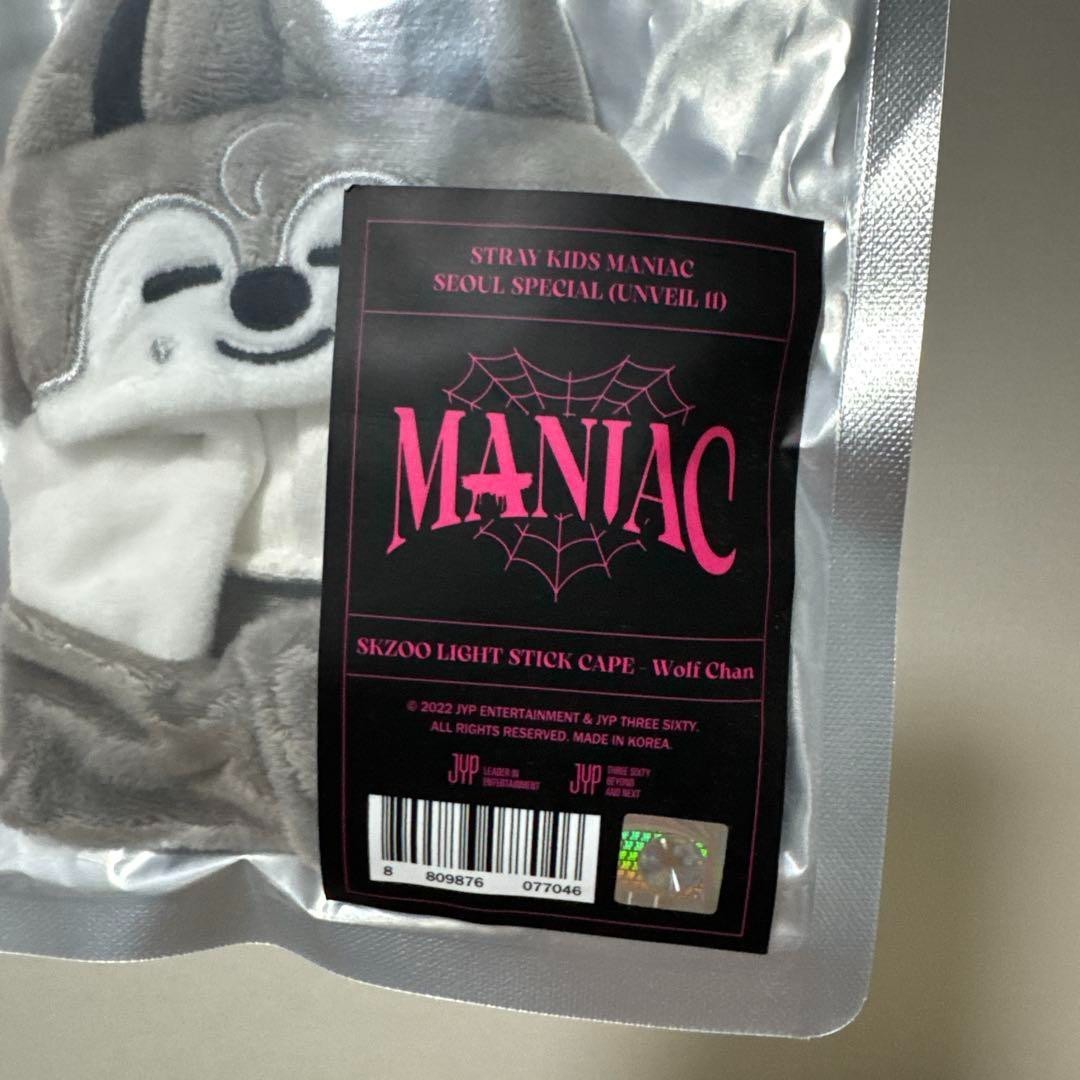 STRAY KIDS MANIAC
SEOUL SPECIAL (UNVEIL 11)
MANIAC
SKZOO LIGHT STICK CAPE - Wolf Chan
© 2022 JYP ENTERTAINMENT & JYP THREE SIXTY.
ALL RIGHTS RESERVED. MADE IN KOREA.
JYP LEADER IN
ENTERTAINMENT
JYP THREE SIXTY
BEYOND
AND NEXT
8 809876 077046